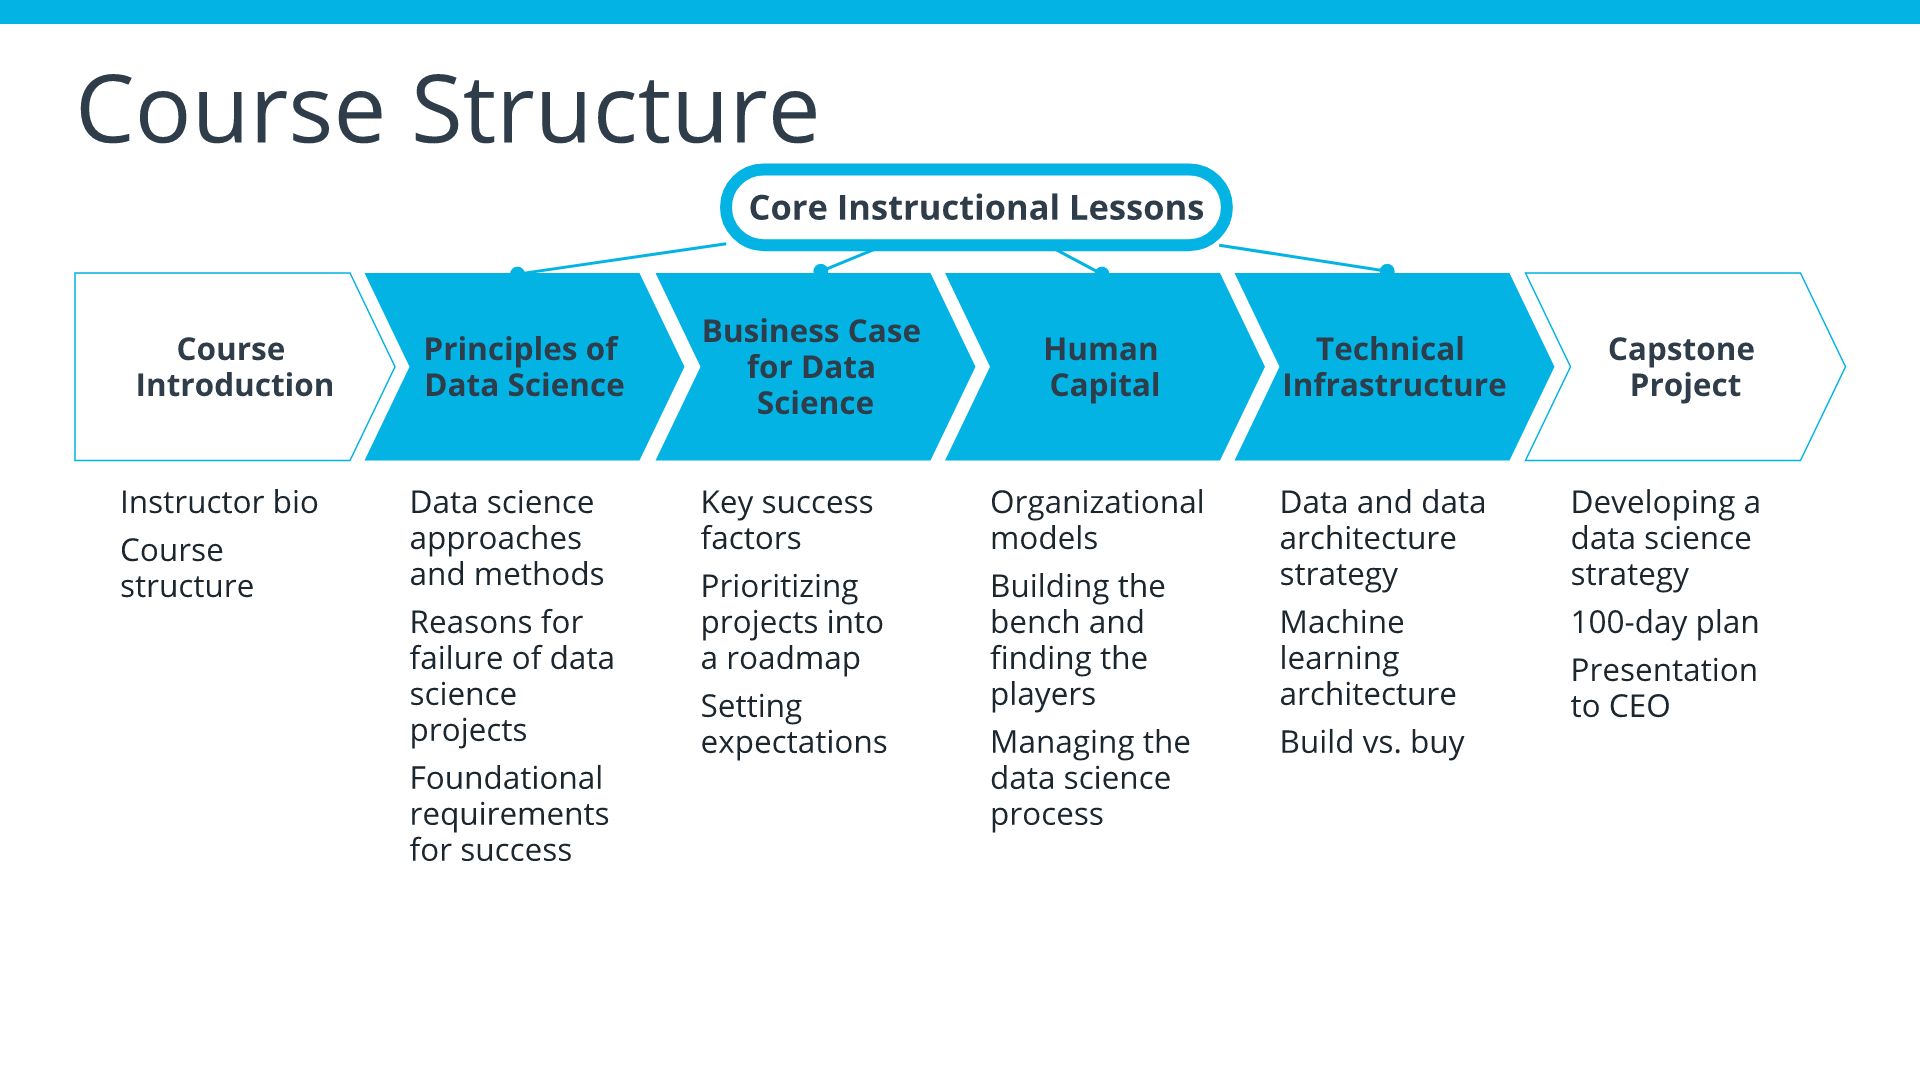 Course Structure
Core Instructional Lessons
Course
Introduction
Principles of
Data Science
Business Case
for Data
Science
Human
Capital
Technical
Infrastructure
Capstone
Project
Instructor bio
Course
structure
Data science
approaches
and methods
Reasons for
failure of data
science
projects
Foundational
requirements
for success
Key success
factors
Prioritizing
projects into
a roadmap
Setting
expectations
Organizational
models
Building the
bench and
finding the
players
Managing the
data science
process
Data and data
architecture
strategy
Machine
learning
architecture
Build vs. buy
Developing a
data science
strategy
100-day plan
Presentation
to CEO